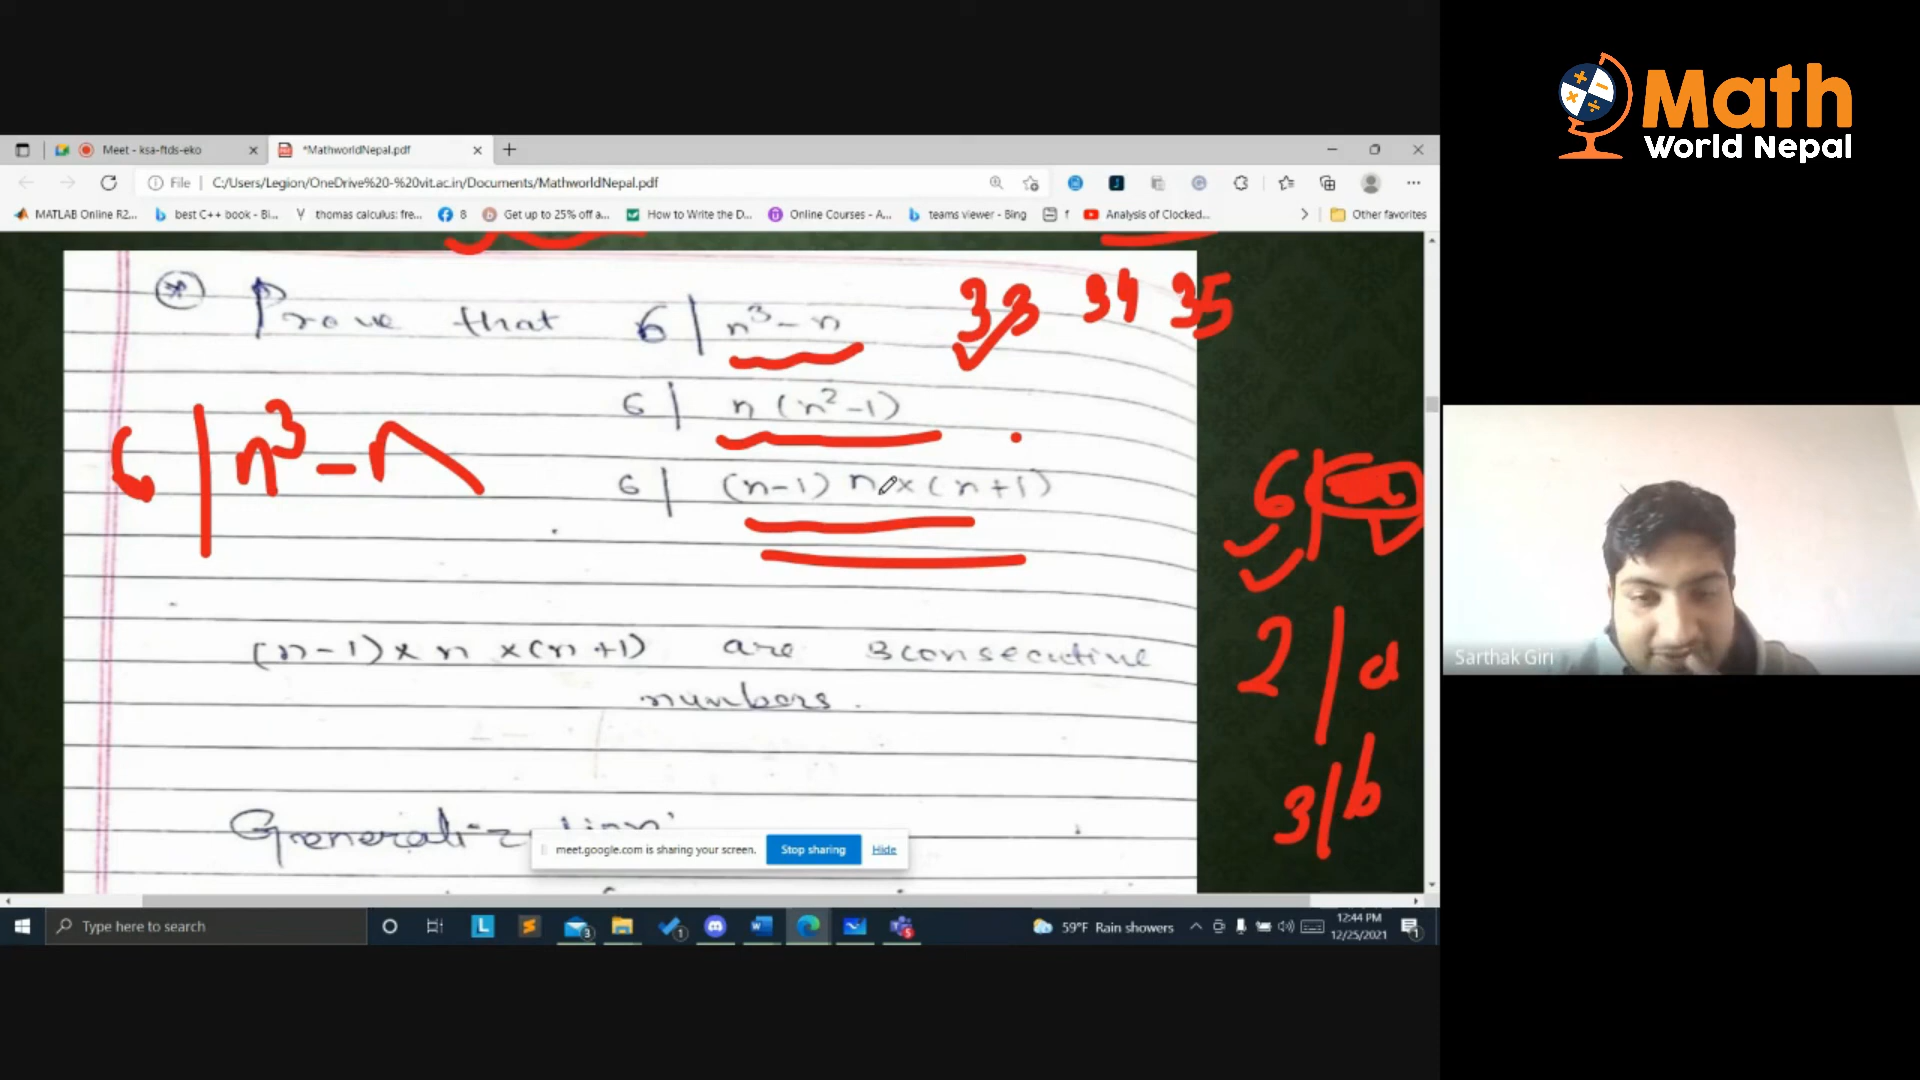 Math
World Nepal
Meet - ksa-ftds-eko
*MathworldNepal.pdf
File
C:/Users/Legion/OneDrive%20-%20vit.ac.in/Documents/MathworldNepal.pdf
MATLAB Online R2...
best C++ book - Bi...
thomas calculus: fre...
8
Get up to 25% off a...
How to Write the D...
Online Courses - A...
teams viewer - Bing
f
Analysis of Clocked...
Other favorites
Prove that 6 | n³ - n
33 34 35
6 | n (n² - 1)
6 | n³ - n
6 | (n-1) n × (n+1)
6 |
(n-1) × n × (n+1) are 3 consecutive
numbers.
2 | a
3 | b
Sarthak Giri
meet.google.com is sharing your screen.
Stop sharing
Hide
Type here to search
59°F Rain showers
12:44 PM
12/25/2021